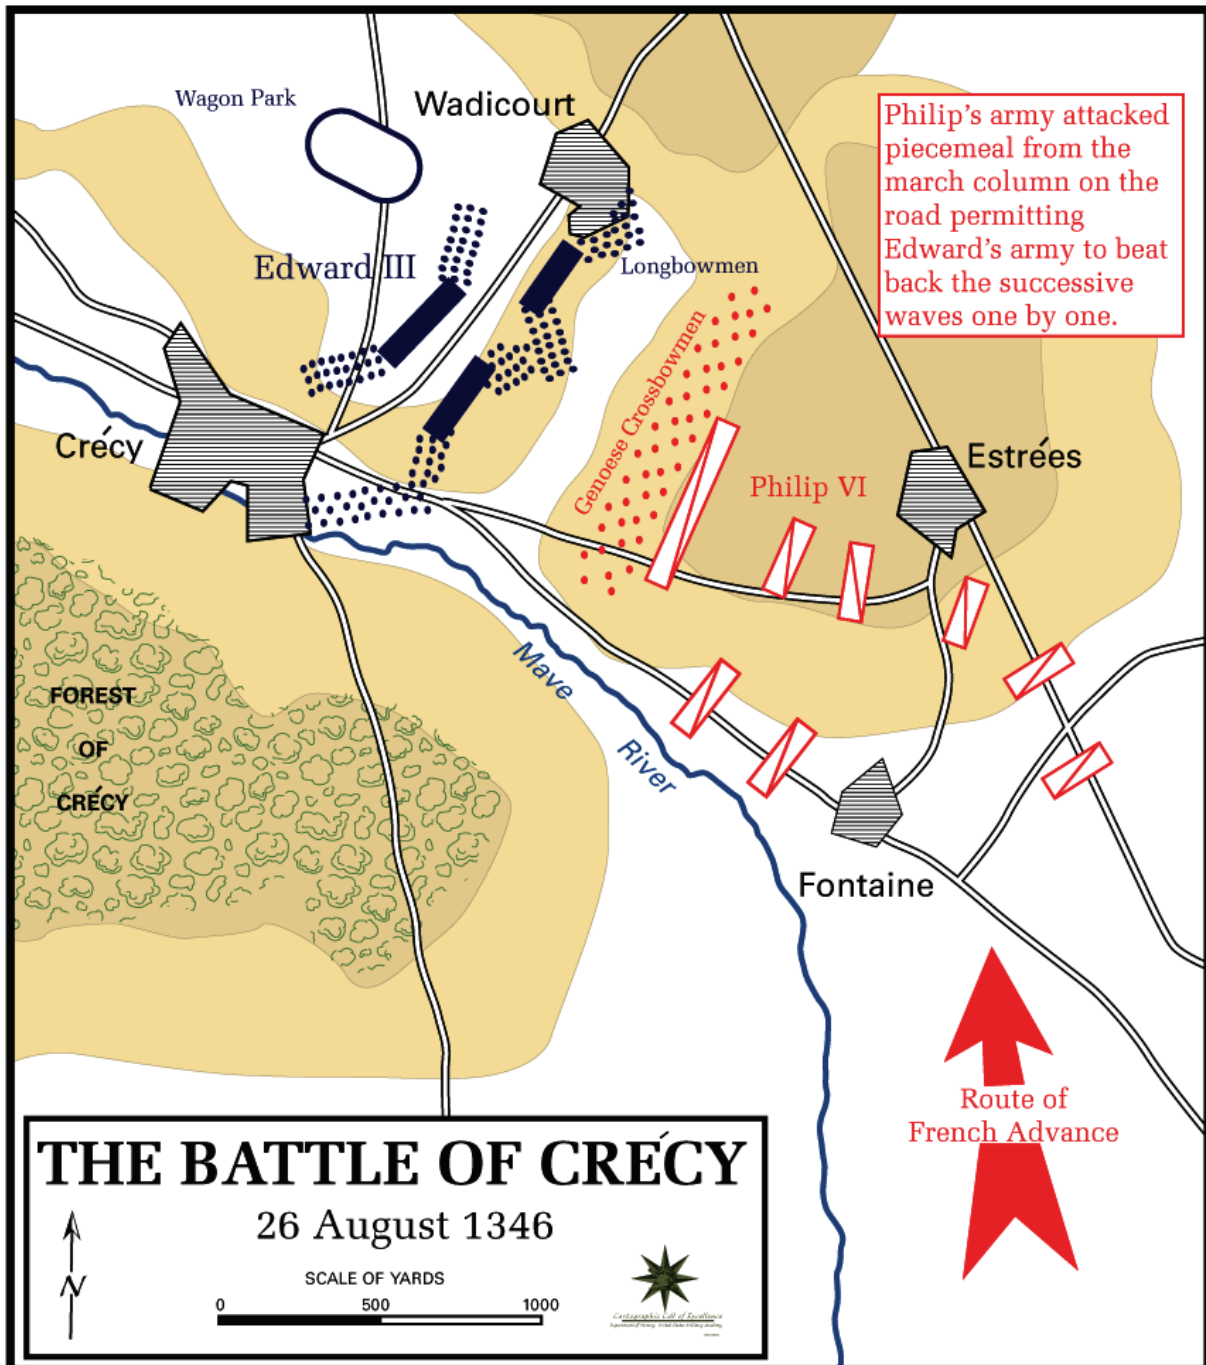 Wagon Park
Wadicourt
Philip's army attacked
piecemeal from the
march column on the
road permitting
Edward's army to beat
back the successive
waves one by one.
Edward III
Longbowmen
Genoese Crossbowmen
Crécy
Estrées
Philip VI
Mave
River
FOREST
OF
CRÉCY
Fontaine
Route of
French Advance
THE BATTLE OF CRÉCY
26 August 1346
N
SCALE OF YARDS
0 500 1000